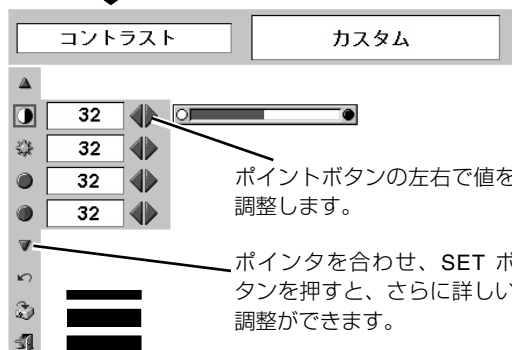 コントラスト
カスタム
32
32
32
32
ポイントボタンの左右で値を
調整します。
ポインタを合わせ、SET ボ
タンを押すと、さらに詳しい
調整ができます。